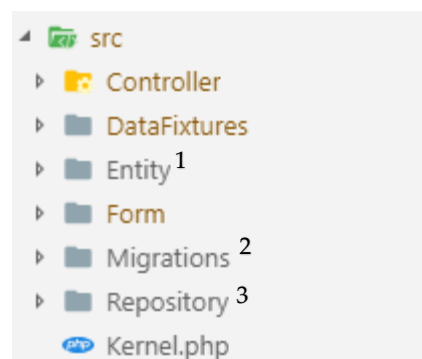 src
Controller
DataFixtures
Entity 1
Form
Migrations 2
Repository 3
php Kernel.php